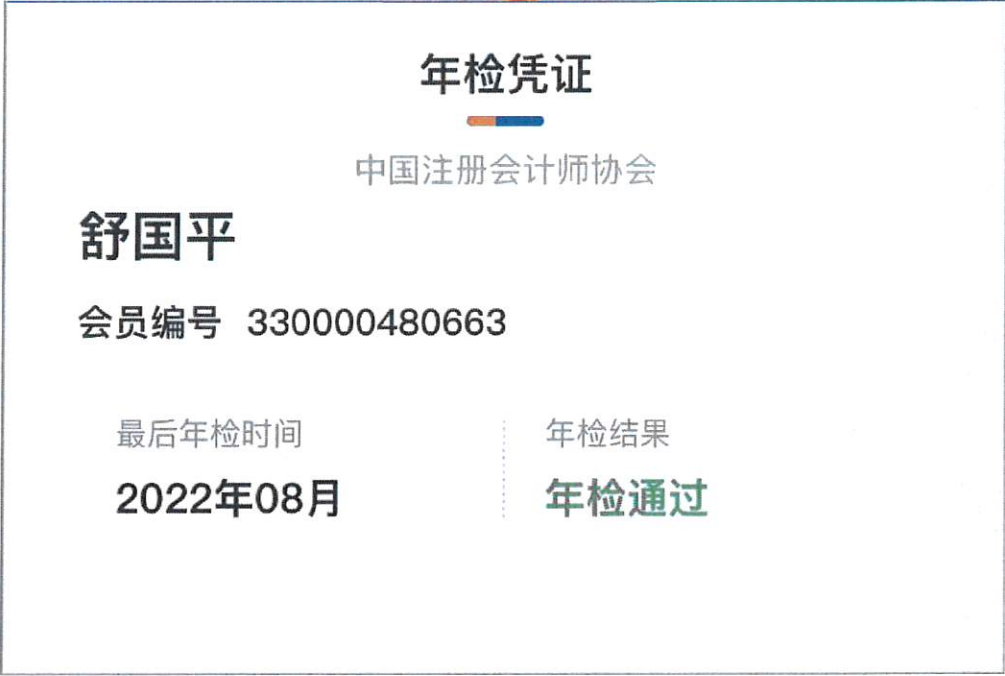 年检凭证
中国注册会计师协会
舒国平
会员编号 330000480663
最后年检时间 年检结果
2022年08月 年检通过